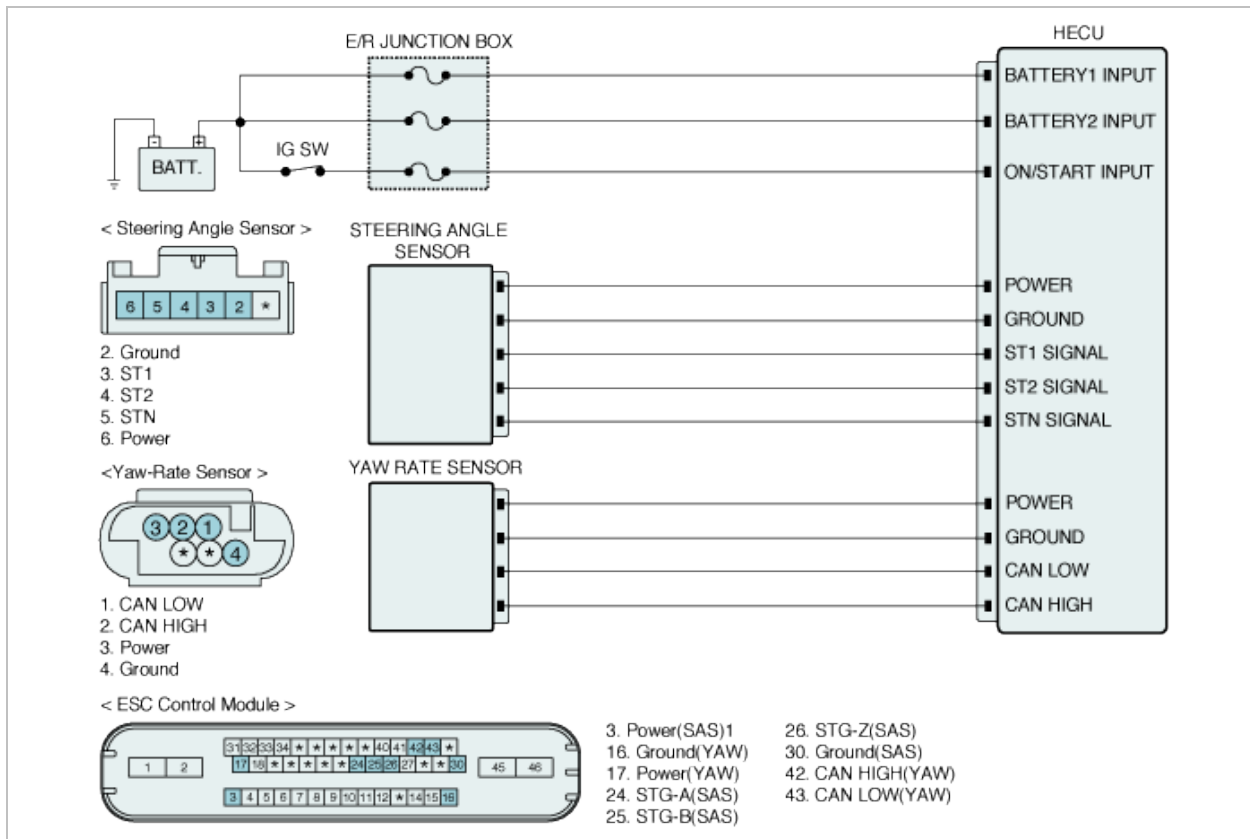 E/R JUNCTION BOX
HECU
BATTERY1 INPUT
BATTERY2 INPUT
ON/START INPUT
- +
BATT.
IG SW
< Steering Angle Sensor >
6 5 4 3 2 *
2. Ground
3. ST1
4. ST2
5. STN
6. Power
STEERING ANGLE
SENSOR
POWER
GROUND
ST1 SIGNAL
ST2 SIGNAL
STN SIGNAL
<Yaw-Rate Sensor >
3 2 1
* * 4
1. CAN LOW
2. CAN HIGH
3. Power
4. Ground
YAW RATE SENSOR
POWER
GROUND
CAN LOW
CAN HIGH
< ESC Control Module >
31 32 33 34 * * * * * 40 41 42 43 *
1 2
17 18 * * * * * 24 25 26 27 * * 30
45 46
3 4 5 6 7 8 9 10 11 12 * 14 15 16
3. Power(SAS)1
16. Ground(YAW)
17. Power(YAW)
24. STG-A(SAS)
25. STG-B(SAS)
26. STG-Z(SAS)
30. Ground(SAS)
42. CAN HIGH(YAW)
43. CAN LOW(YAW)